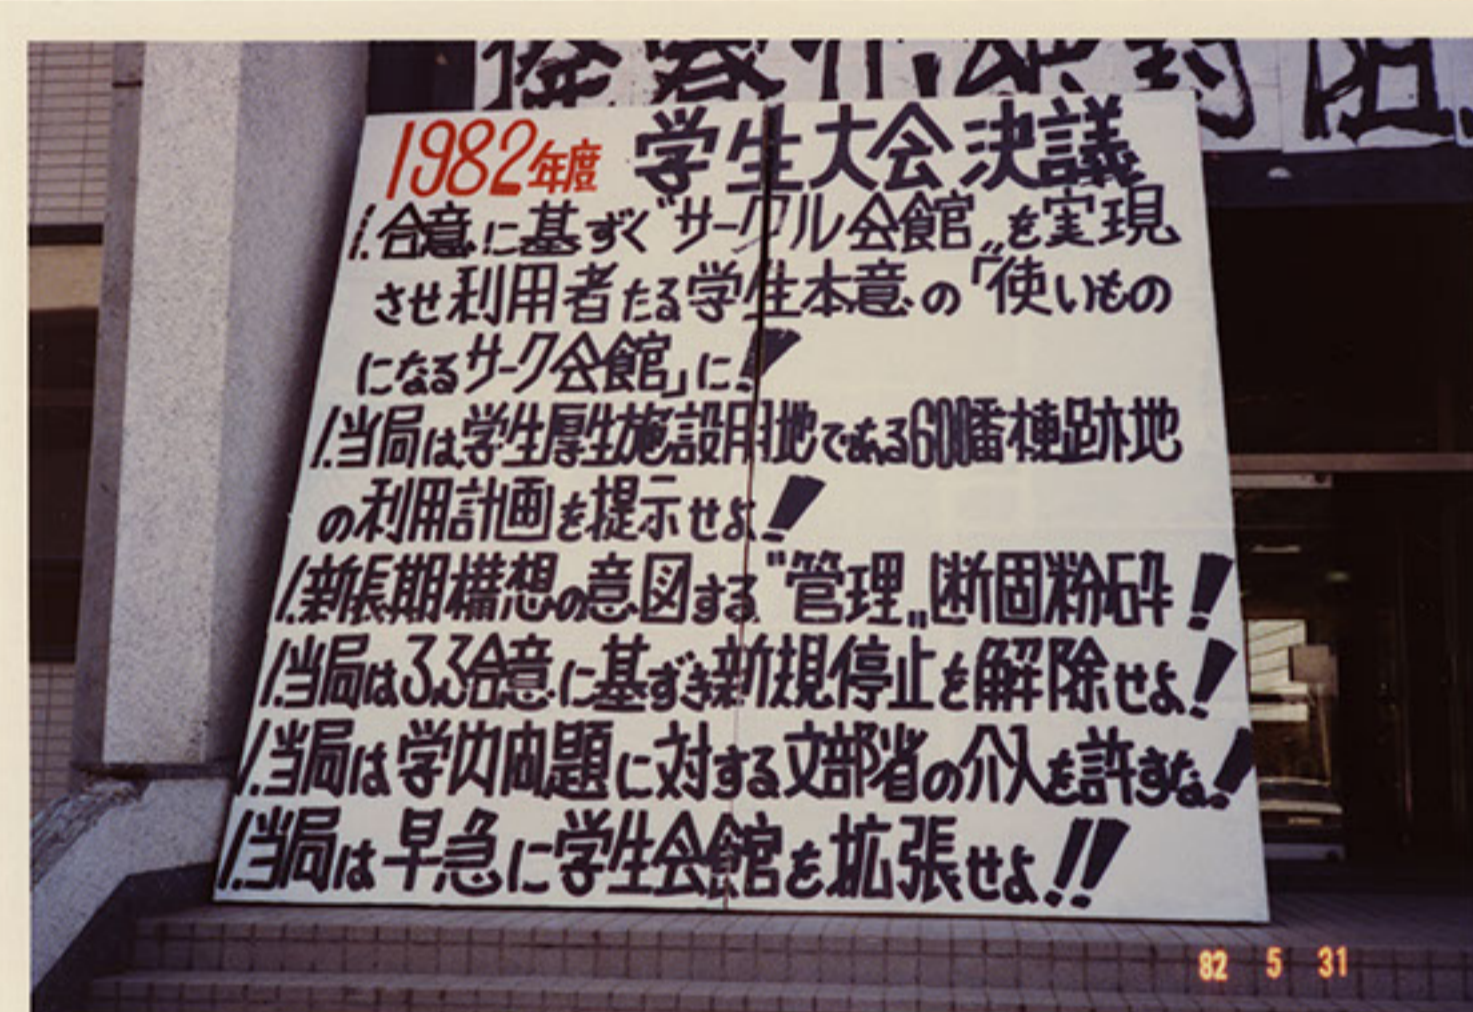 1982年度 学生大会決議
1.合意に基ずく〝サークル会館〟を実現
させ利用者たる学生本意の「使いもの
になるサーク会館」に!
1.当局は学生厚生施設用地である600番棟跡地
の利用計画を提示せよ!
1.新長期構想の意図する〝管理〟断固粉砕!
1.当局は3.3合意に基ずき新規停止を解除せよ!
1.当局は学内問題に対する文部省の介入を許すな!
1.当局は早急に学生会館を拡張せよ!!
82 5 31